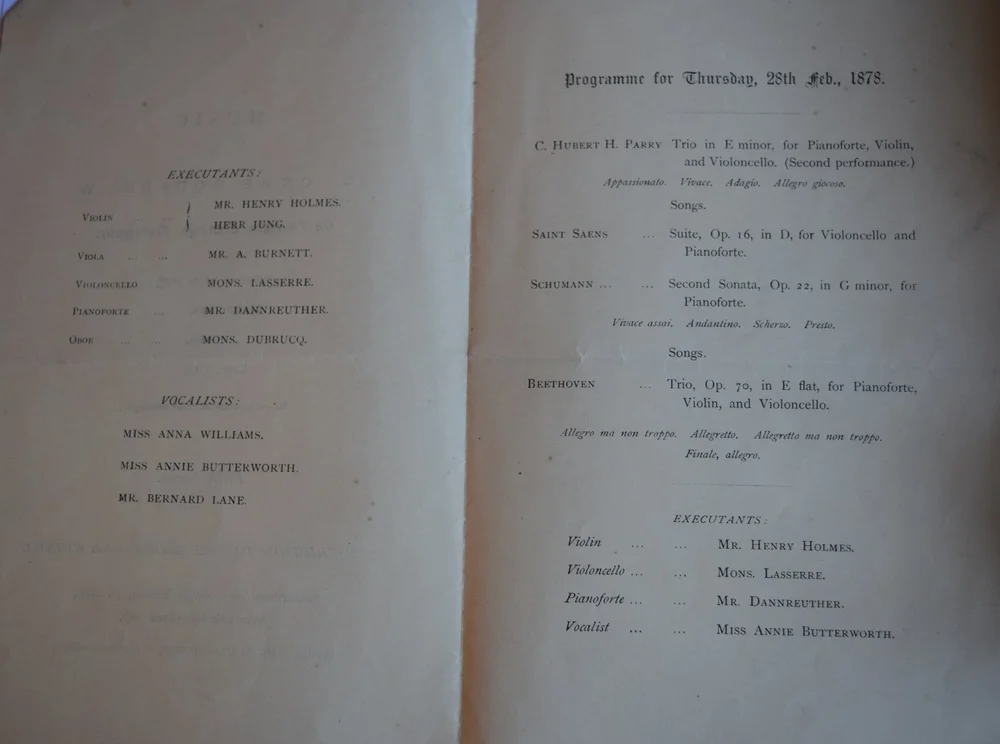 EXECUTANTS:
VIOLIN ... ... MR. HENRY HOLMES.
HERR JUNG.
VIOLA ... ... MR. A. BURNETT.
VIOLONCELLO MONS. LASSERRE.
PIANOFORTE ... MR. DANNREUTHER.
OBOE ... ... MONS. DUBRUCQ.
VOCALISTS:
MISS ANNA WILLIAMS.
MISS ANNIE BUTTERWORTH.
MR. BERNARD LANE.
Programme for Thursday, 28th Feb., 1878.
C. HUBERT H. PARRY Trio in E minor, for Pianoforte, Violin,
and Violoncello. (Second performance.)
Appassionato. Vivace. Adagio. Allegro giocoso.
Songs.
SAINT SAENS ... Suite, Op. 16, in D, for Violoncello and
Pianoforte.
SCHUMANN ... ... Second Sonata, Op. 22, in G minor, for
Pianoforte.
Vivace assai. Andantino. Scherzo. Presto.
Songs.
BEETHOVEN ... Trio, Op. 70, in E flat, for Pianoforte,
Violin, and Violoncello.
Allegro ma non troppo. Allegretto. Allegretto ma non troppo.
Finale, allegro.
EXECUTANTS:
Violin ... ... MR. HENRY HOLMES.
Violoncello ... ... MONS. LASSERRE.
Pianoforte ... ... MR. DANNREUTHER.
Vocalist ... ... MISS ANNIE BUTTERWORTH.